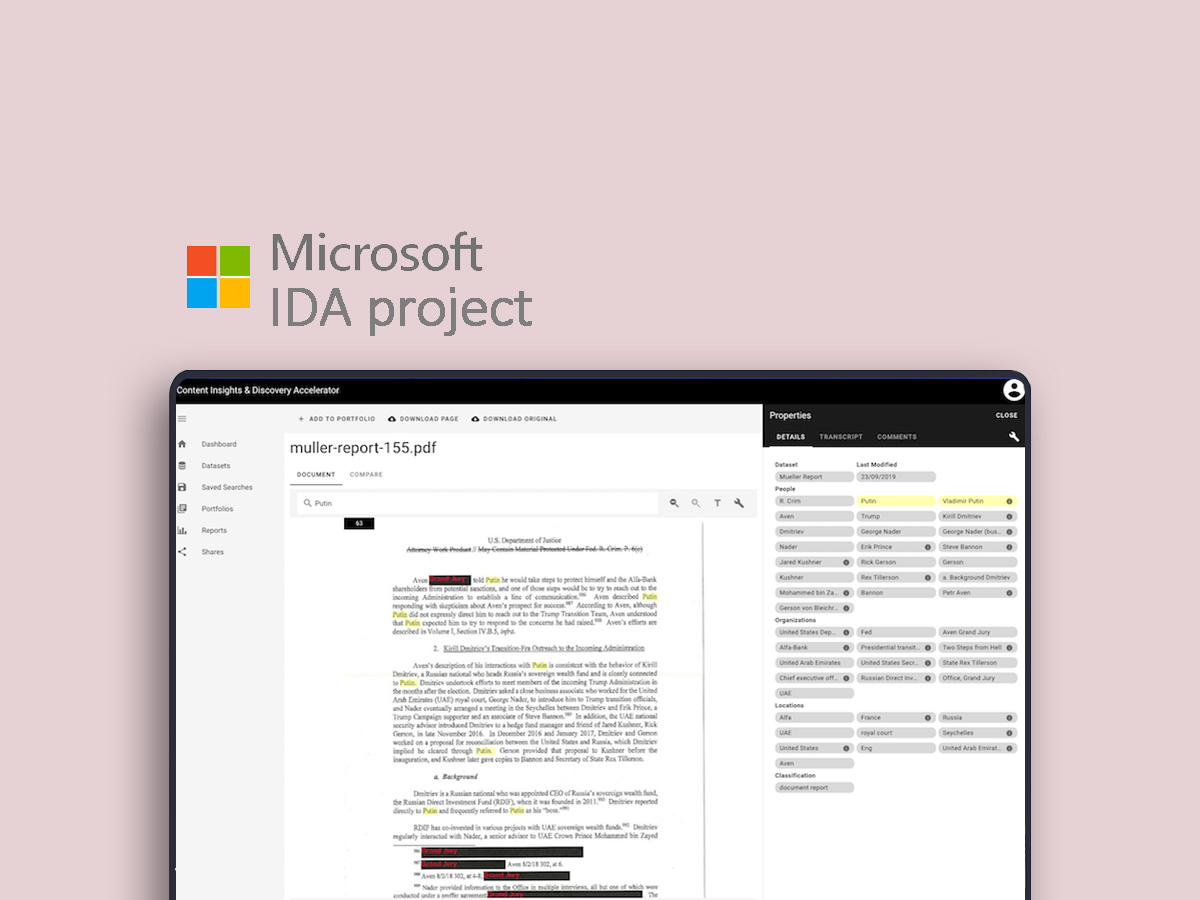 Microsoft
IDA project
Content Insights & Discovery Accelerator
+ ADD TO PORTFOLIO DOWNLOAD PAGE DOWNLOAD ORIGINAL
Dashboard
Datasets
Saved Searches
Portfolios
Reports
Shares
muller-report-155.pdf
DOCUMENT COMPARE
Putin
63
U.S. Department of Justice
Attorney Work Product // May Contain Material Protected Under Fed. R. Crim. P. 6(e)
Aven Grand Jury told Putin he would take steps to protect himself and the Alfa-Bank
shareholders from potential sanctions, and one of those steps would be to try to reach out to the
incoming Administration to establish a line of communication.986 Aven described Putin
responding with skepticism about Aven's prospect for success.987 According to Aven, although
Putin did not expressly direct him to reach out to the Trump Transition Team, Aven understood
that Putin expected him to try to respond to the concerns he had raised.988 Aven's efforts are
described in Volume I, Section IV.B.5, infra.
2. Kirill Dmitriev's Transition-Era Outreach to the Incoming Administration
Aven's description of his interactions with Putin is consistent with the behavior of Kirill
Dmitriev, a Russian national who heads Russia's sovereign wealth fund and is closely connected
to Putin. Dmitriev undertook efforts to meet members of the incoming Trump Administration in
the months after the election. Dmitriev asked a close business associate who worked for the United
Arab Emirates (UAE) royal court, George Nader, to introduce him to Trump transition officials,
and Nader eventually arranged a meeting in the Seychelles between Dmitriev and Erik Prince, a
Trump Campaign supporter and an associate of Steve Bannon.989 In addition, the UAE national
security advisor introduced Dmitriev to a hedge fund manager and friend of Jared Kushner, Rick
Gerson, in late November 2016. In December 2016 and January 2017, Dmitriev and Gerson
worked on a proposal for reconciliation between the United States and Russia, which Dmitriev
implied he cleared through Putin. Gerson provided that proposal to Kushner before the
inauguration, and Kushner later gave copies to Bannon and Secretary of State Rex Tillerson.
a. Background
Dmitriev is a Russian national who was appointed CEO of Russia's sovereign wealth fund,
the Russian Direct Investment Fund (RDIF), when it was founded in 2011.990 Dmitriev reported
directly to Putin and frequently referred to Putin as his "boss."991
RDIF has co-invested in various projects with UAE sovereign wealth funds.992 Dmitriev
regularly interacted with Nader, a senior advisor to UAE Crown Prince Mohammed bin Zayed
986 Grand Jury
987 Grand Jury Aven 8/2/18 302, at 6.
988 Aven 8/2/18 302, at 4-8; Grand Jury
989 Nader provided information to the Office in multiple interviews, all but one of which were
conducted under a proffer agreement Grand Jury The
Properties CLOSE
DETAILS TRANSCRIPT COMMENTS
Dataset Last Modified
Mueller Report 23/09/2019
People
R. Crim Putin Vladimir Putin
Aven Trump Kirill Dmitriev
Dmitriev George Nader George Nader (bus...
Nader Erik Prince Steve Bannon
Jared Kushner Rick Gerson Gerson
Kushner Rex Tillerson a. Background Dmitriev
Mohammed bin Za... Bannon Petr Aven
Gerson von Bleichr...
Organizations
United States Dep... Fed Aven Grand Jury
Alfa-Bank Presidential transit... Two Steps from Hell
United Arab Emirates United States Secr... State Rex Tillerson
Chief executive off... Russian Direct Inv... Office, Grand Jury
UAE
Locations
Alfa France Russia
UAE royal court Seychelles
United States Eng United Arab Emirat...
Aven
Classification
document report